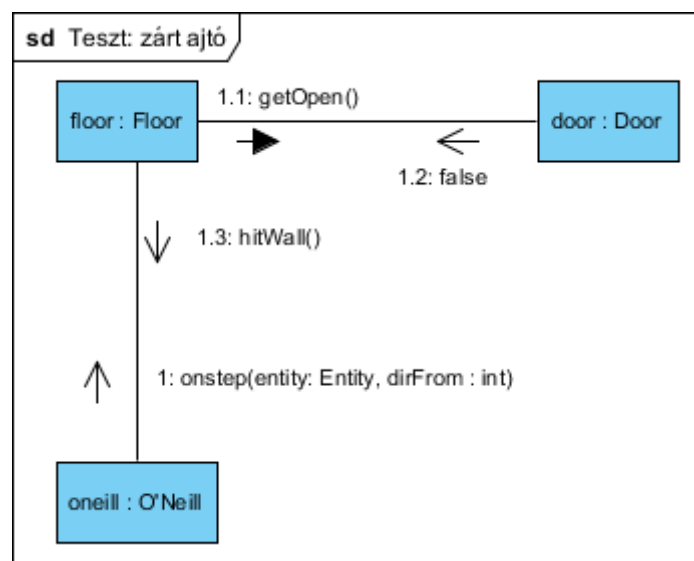 sd Teszt: zárt ajtó
floor : Floor
1.1: getOpen()
door : Door
1.2: false
1.3: hitWall()
1: onstep(entity: Entity, dirFrom : int)
oneill : O'Neill